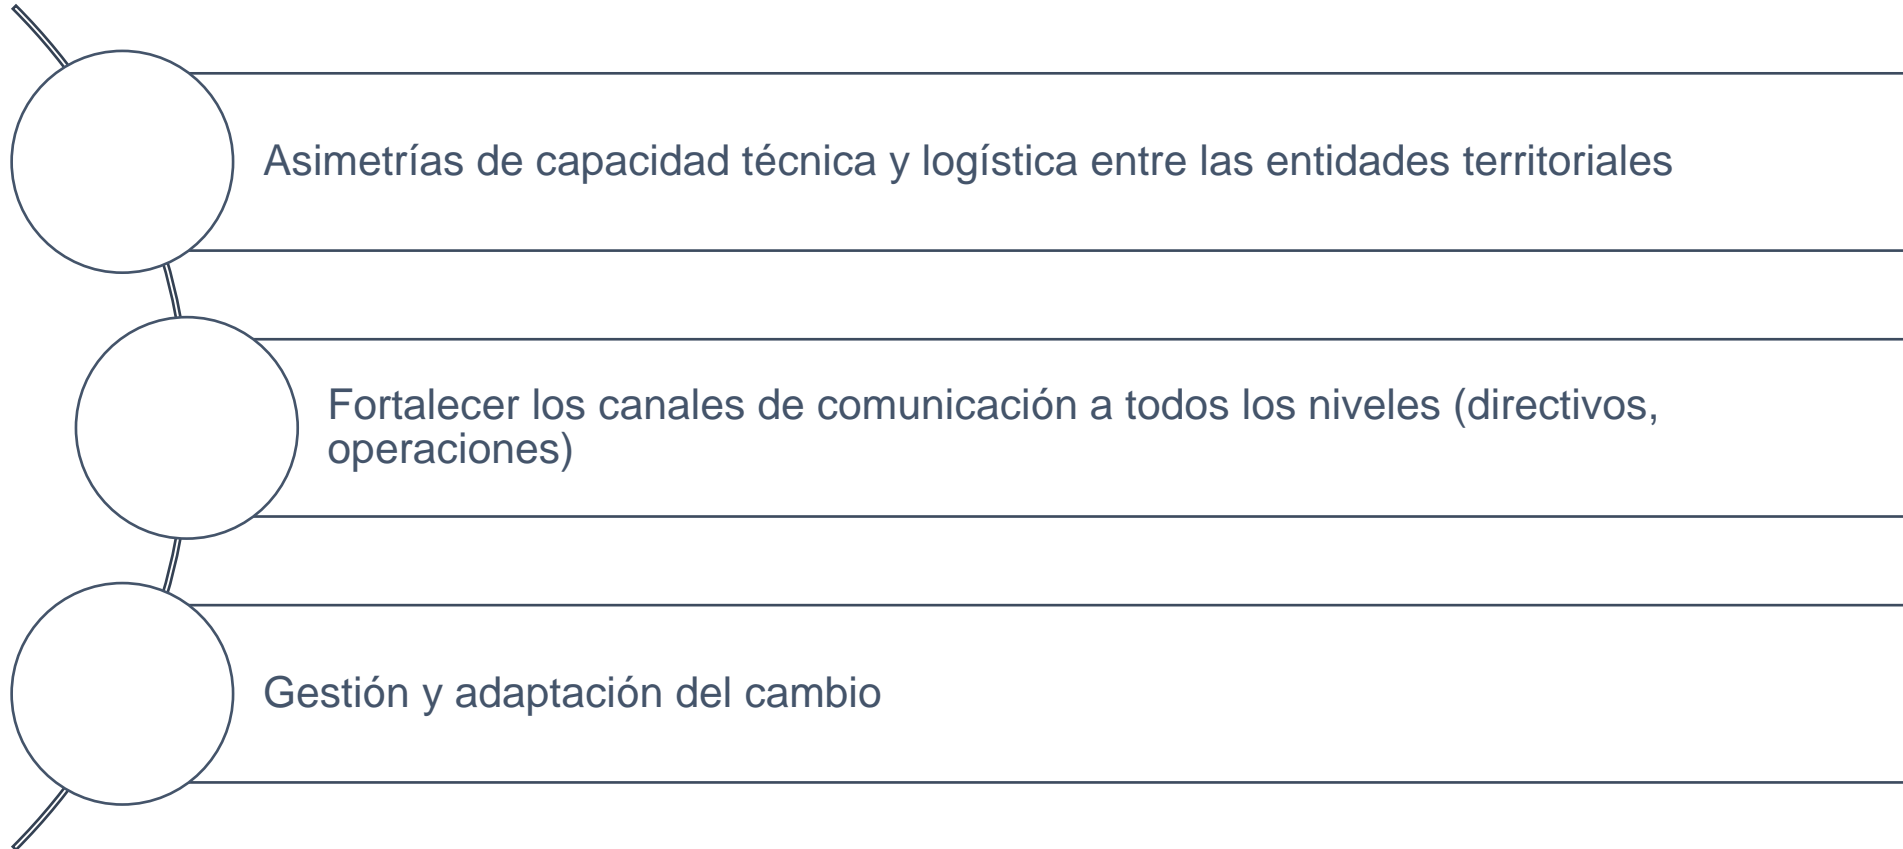 Asimetrías de capacidad técnica y logística entre las entidades territoriales
Fortalecer los canales de comunicación a todos los niveles (directivos,
operaciones)
Gestión y adaptación del cambio